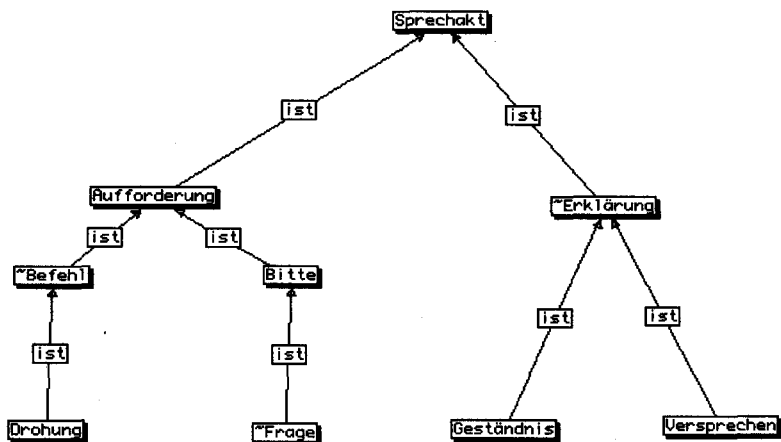 Sprechakt
ist
ist
Aufforderung
~Erklärung
ist
ist
~Befehl
Bitte
ist
ist
ist
ist
Drohung
~Frage
Geständnis
Versprechen